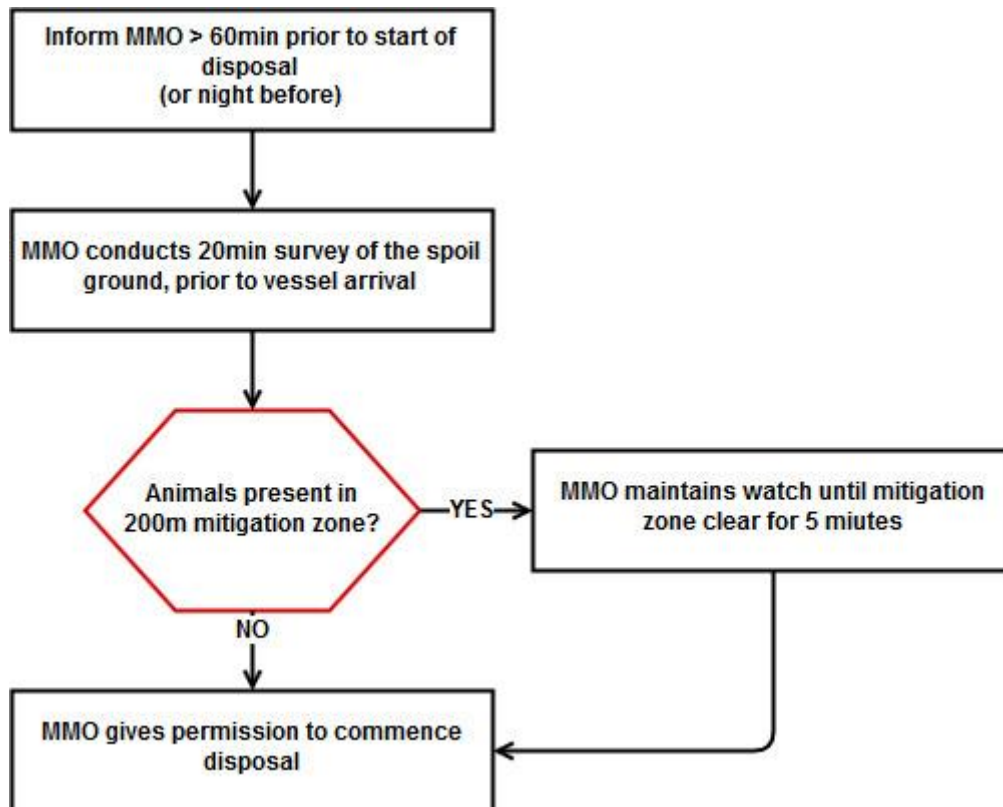 Inform MMO > 60min prior to start of
disposal
(or night before)
MMO conducts 20min survey of the spoil
ground, prior to vessel arrival
Animals present in
200m mitigation zone?
YES
MMO maintains watch until mitigation
zone clear for 5 miutes
NO
MMO gives permission to commence
disposal